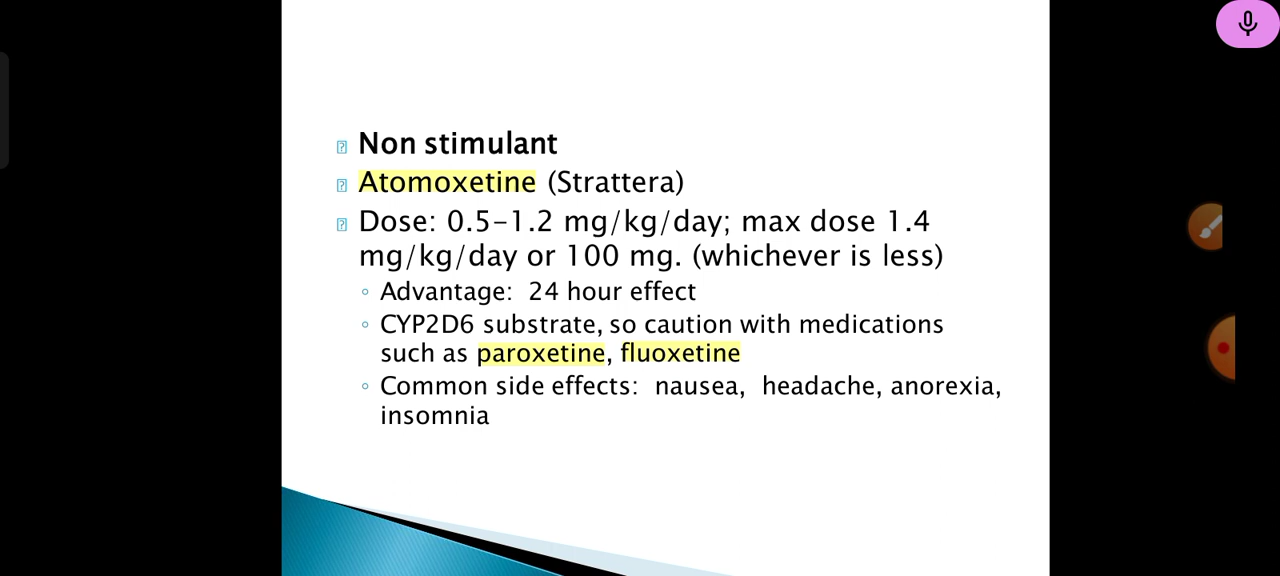 Non stimulant
Atomoxetine (Strattera)
Dose: 0.5-1.2 mg/kg/day; max dose 1.4
mg/kg/day or 100 mg. (whichever is less)
Advantage: 24 hour effect
CYP2D6 substrate, so caution with medications
such as paroxetine, fluoxetine
Common side effects: nausea, headache, anorexia,
insomnia